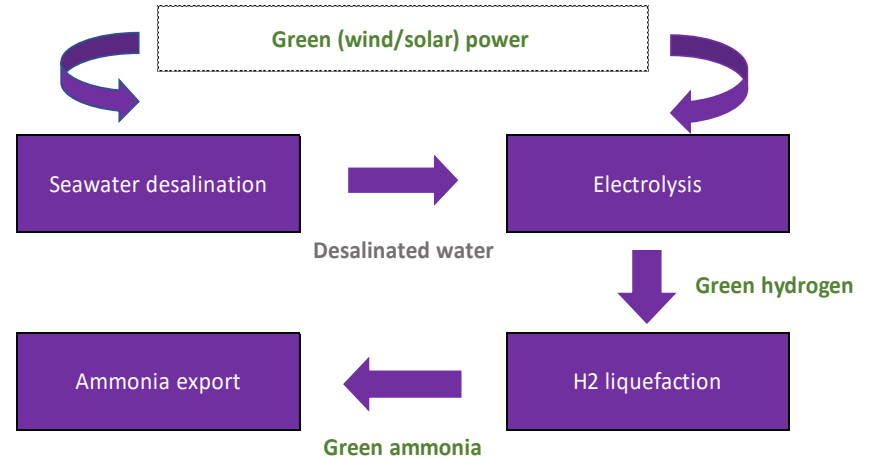 Green (wind/solar) power
Seawater desalination
Electrolysis
Desalinated water
Green hydrogen
Ammonia export
H2 liquefaction
Green ammonia